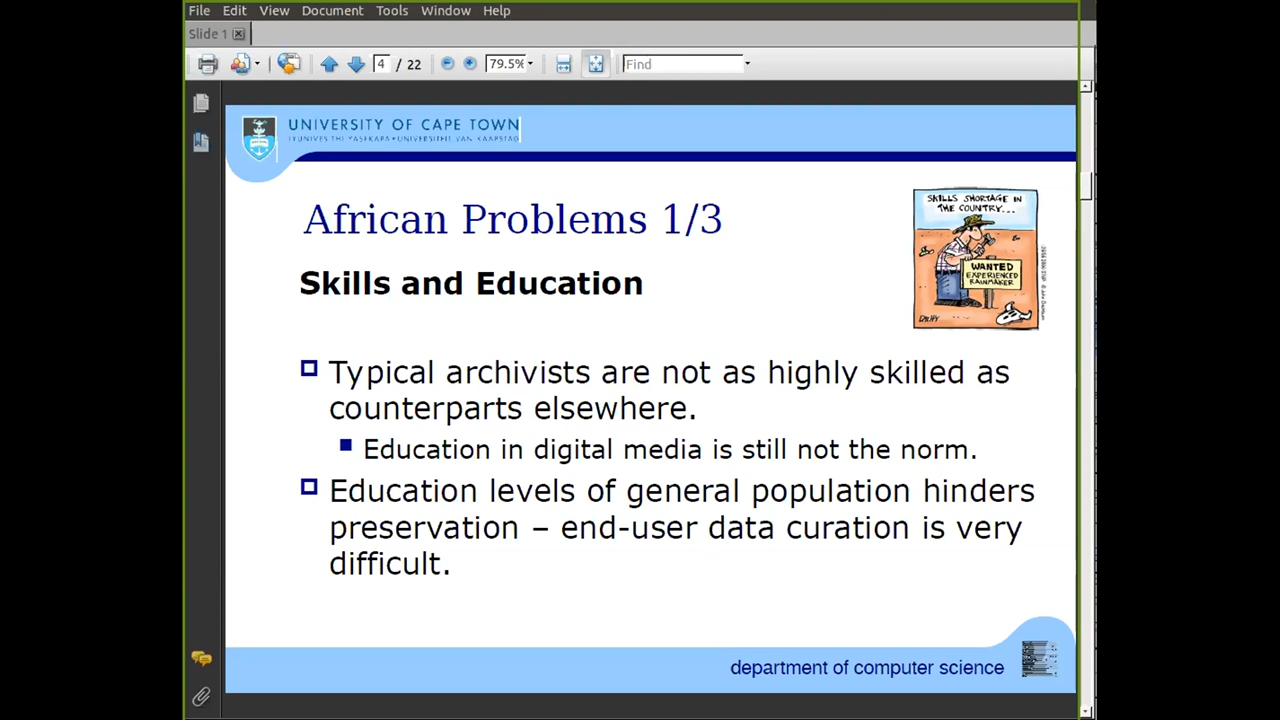 File Edit View Document Tools Window Help
Slide 1
4 / 22 79.5% Find
UNIVERSITY OF CAPE TOWN
African Problems 1/3
SKILLS SHORTAGE IN
THE COUNTRY...
WANTED
EXPERIENCED
RAINMAKER
Skills and Education
Typical archivists are not as highly skilled as
counterparts elsewhere.
Education in digital media is still not the norm.
Education levels of general population hinders
preservation – end-user data curation is very
difficult.
department of computer science